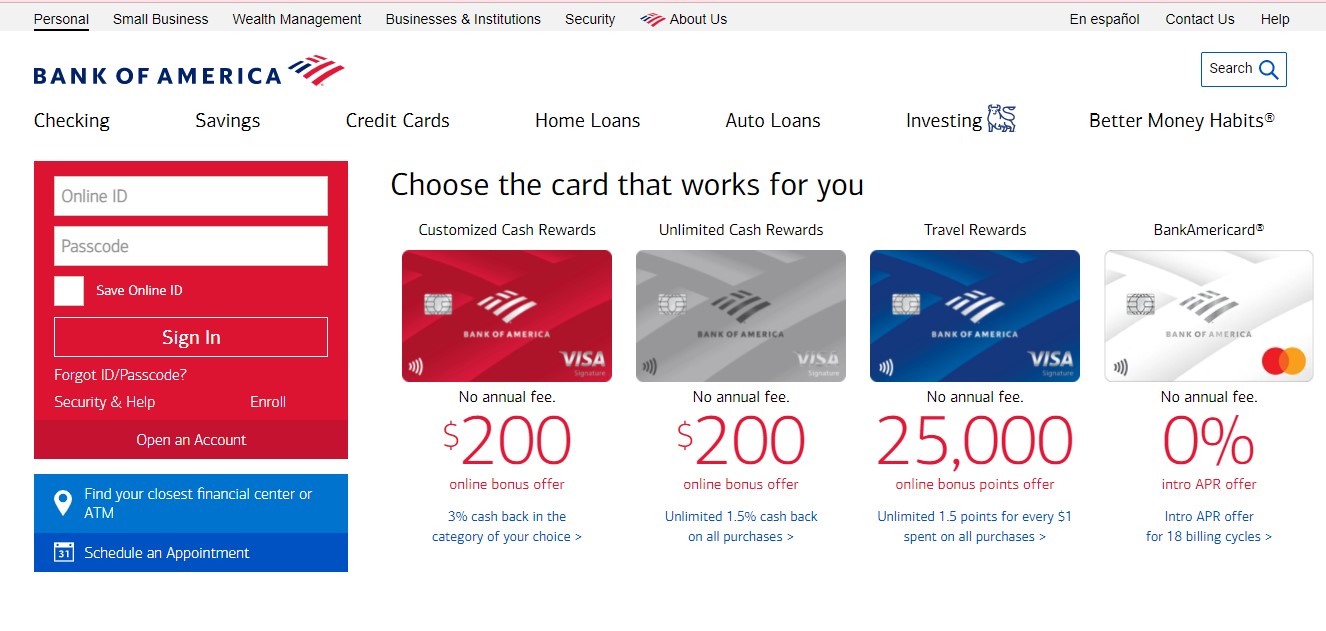 Personal Small Business Wealth Management Businesses & Institutions Security About Us En español Contact Us Help
BANK OF AMERICA
Search
Checking Savings Credit Cards Home Loans Auto Loans Investing Better Money Habits®
Online ID
Passcode
Save Online ID
Sign In
Forgot ID/Passcode?
Security & Help Enroll
Open an Account
Find your closest financial center or
ATM
31
Schedule an Appointment
Choose the card that works for you
Customized Cash Rewards
BANK OF AMERICA
VISA
Signature
No annual fee.
$200
online bonus offer
3% cash back in the
category of your choice >
Unlimited Cash Rewards
BANK OF AMERICA
VISA
Signature
No annual fee.
$200
online bonus offer
Unlimited 1.5% cash back
on all purchases >
Travel Rewards
BANK OF AMERICA
VISA
Signature
No annual fee.
25,000
online bonus points offer
Unlimited 1.5 points for every $1
spent on all purchases >
BankAmericard®
BANK OF AMERICA
No annual fee.
0%
intro APR offer
Intro APR offer
for 18 billing cycles >